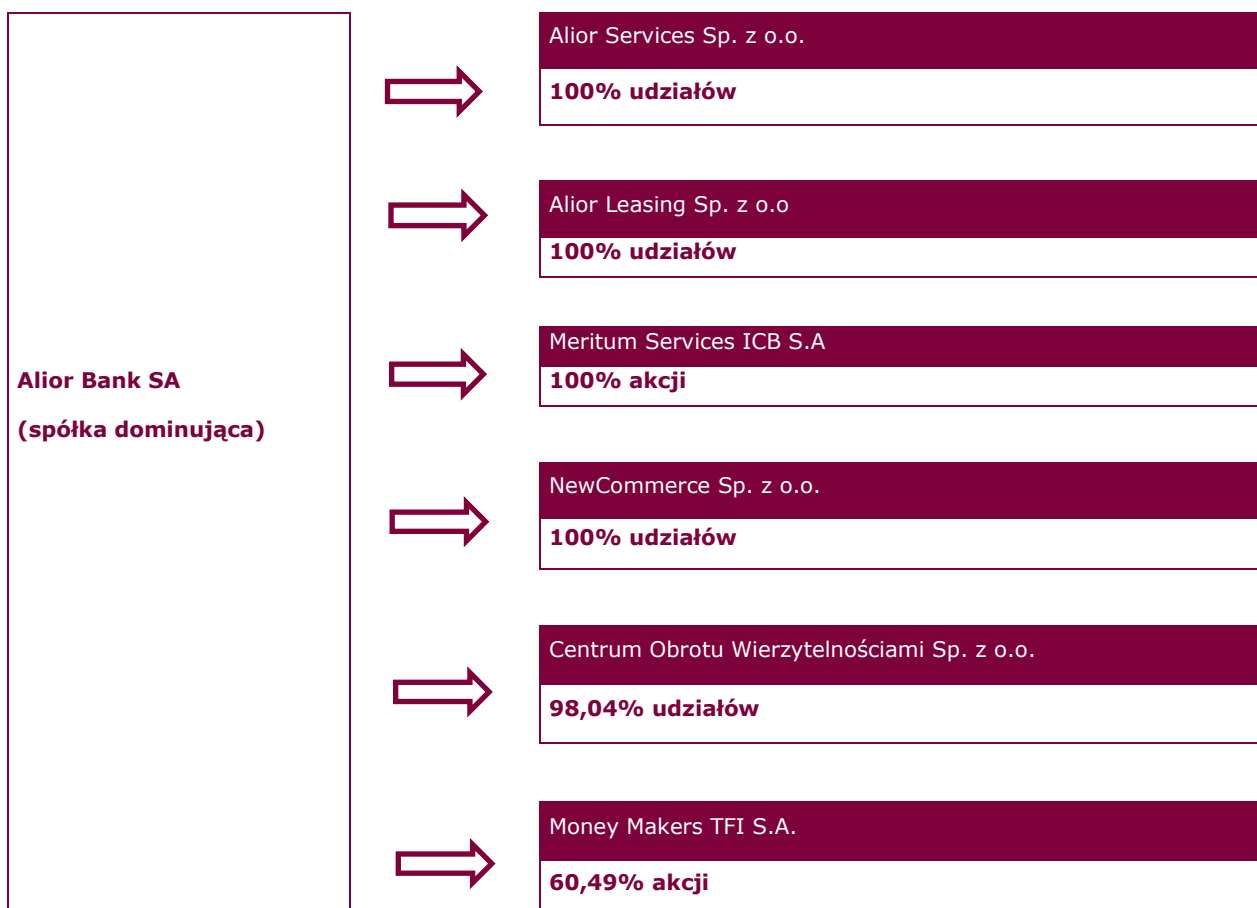 Alior Bank SA
(spółka dominująca)
Alior Services Sp. z o.o.
100% udziałów
Alior Leasing Sp. z o.o
100% udziałów
Meritum Services ICB S.A
100% akcji
NewCommerce Sp. z o.o.
100% udziałów
Centrum Obrotu Wierzytelnościami Sp. z o.o.
98,04% udziałów
Money Makers TFI S.A.
60,49% akcji